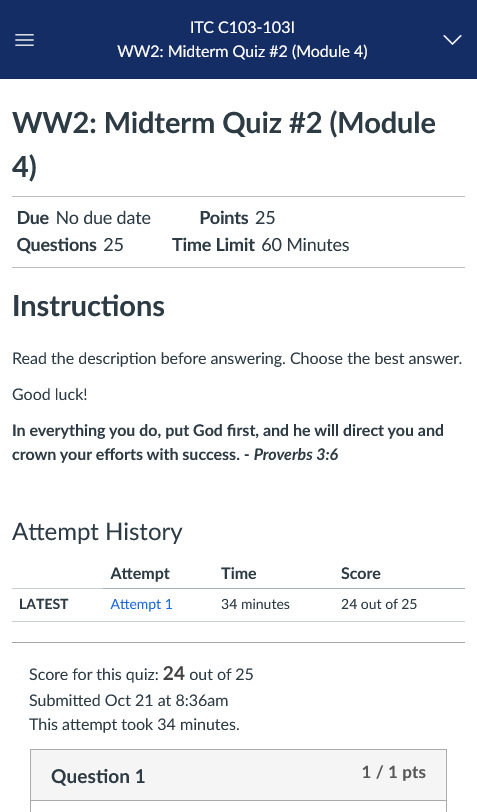 ITC C103-103I
WW2: Midterm Quiz #2 (Module 4)
WW2: Midterm Quiz #2 (Module
4)
Due No due date Points 25
Questions 25 Time Limit 60 Minutes
Instructions
Read the description before answering. Choose the best answer.
Good luck!
In everything you do, put God first, and he will direct you and
crown your efforts with success. - Proverbs 3:6
Attempt History
Attempt Time Score
LATEST Attempt 1 34 minutes 24 out of 25
Score for this quiz: 24 out of 25
Submitted Oct 21 at 8:36am
This attempt took 34 minutes.
Question 1 1 / 1 pts